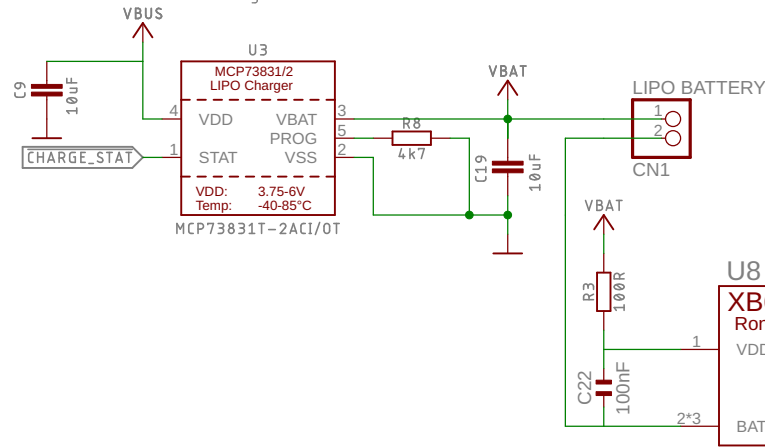 VBUS
U3
C9
10uF
MCP73831/2
LIPO Charger
4
VDD
VBAT
3
PROG
5
1
STAT
VSS
2
CHARGE_STAT
VDD: 3.75-6V
Temp: -40-85°C
MCP73831T-2ACI/OT
R8
4k7
VBAT
C19
10uF
LIPO BATTERY
1
2
CN1
VBAT
R3
100R
C22
100nF
U8
XB
Ro
1
VDD
2*3
BAT